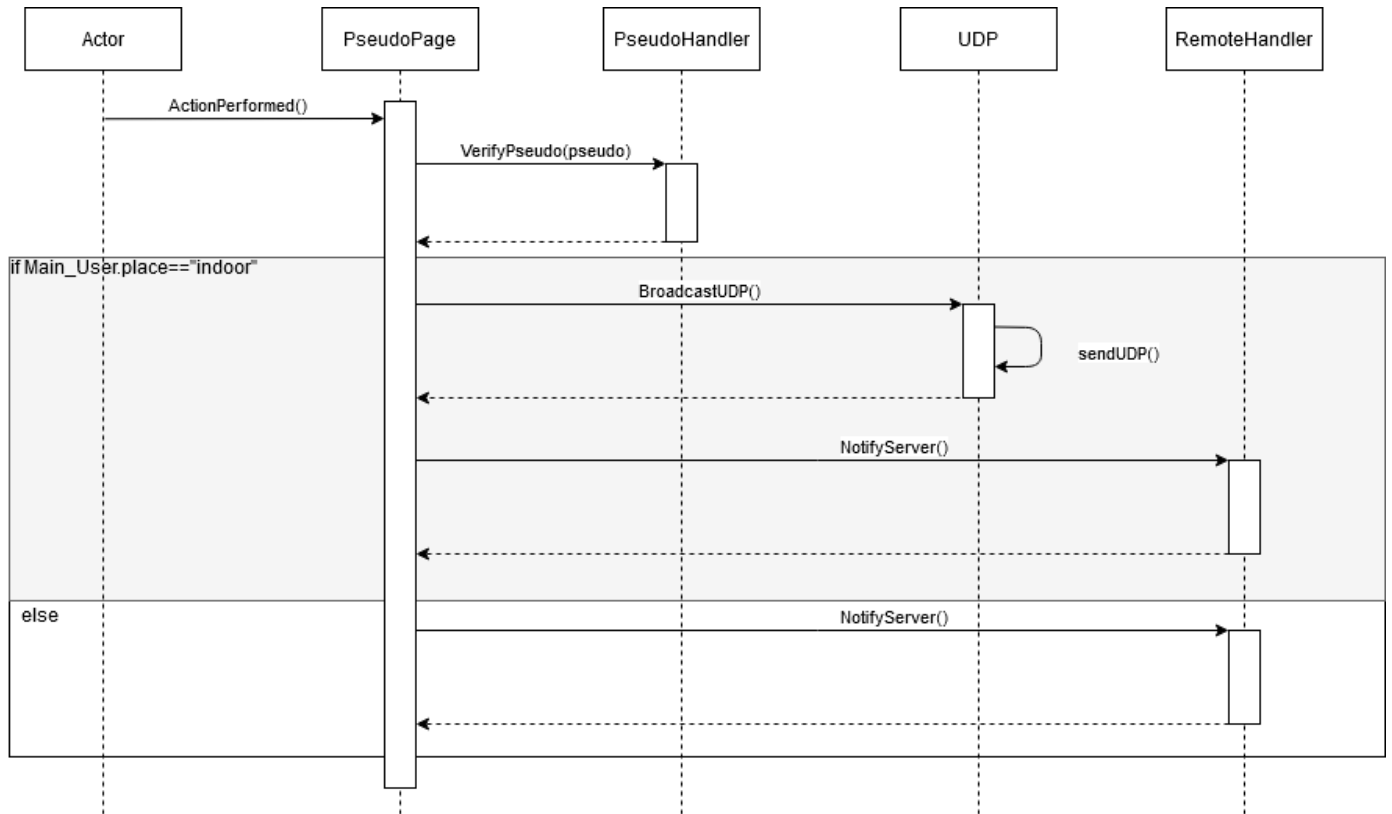 Actor
PseudoPage
PseudoHandler
UDP
RemoteHandler
ActionPerformed()
VerifyPseudo(pseudo)
if Main_User.place=="indoor"
BroadcastUDP()
sendUDP()
NotifyServer()
else
NotifyServer()